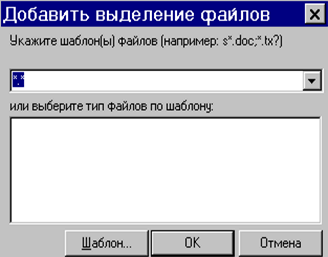 Добавить выделение файлов
Укажите шаблон(ы) файлов (например: s*.doc;*.tx?)
*.*
или выберите тип файлов по шаблону:
Шаблон...
OK
Отмена